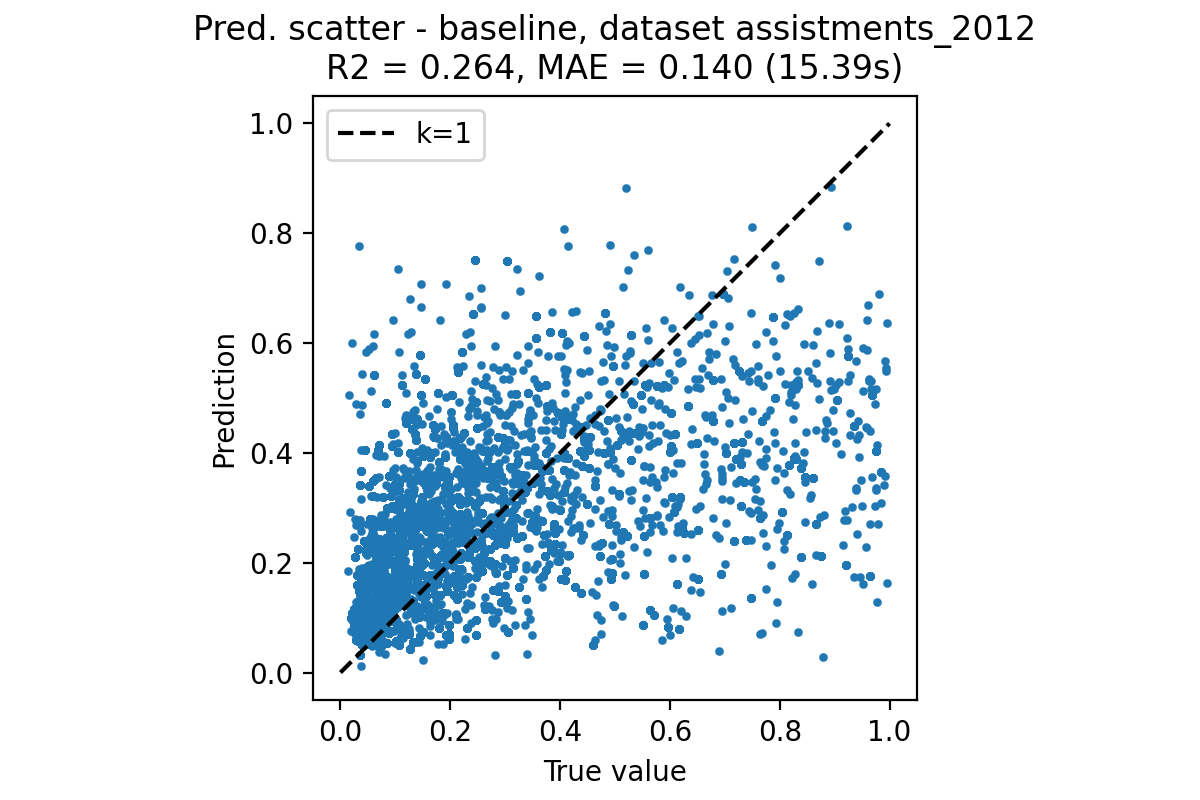 Pred. scatter - baseline, dataset assistments_2012
R2 = 0.264, MAE = 0.140 (15.39s)
k=1
1.0
0.8
0.6
0.4
0.2
0.0
Prediction
0.0 0.2 0.4 0.6 0.8 1.0
True value